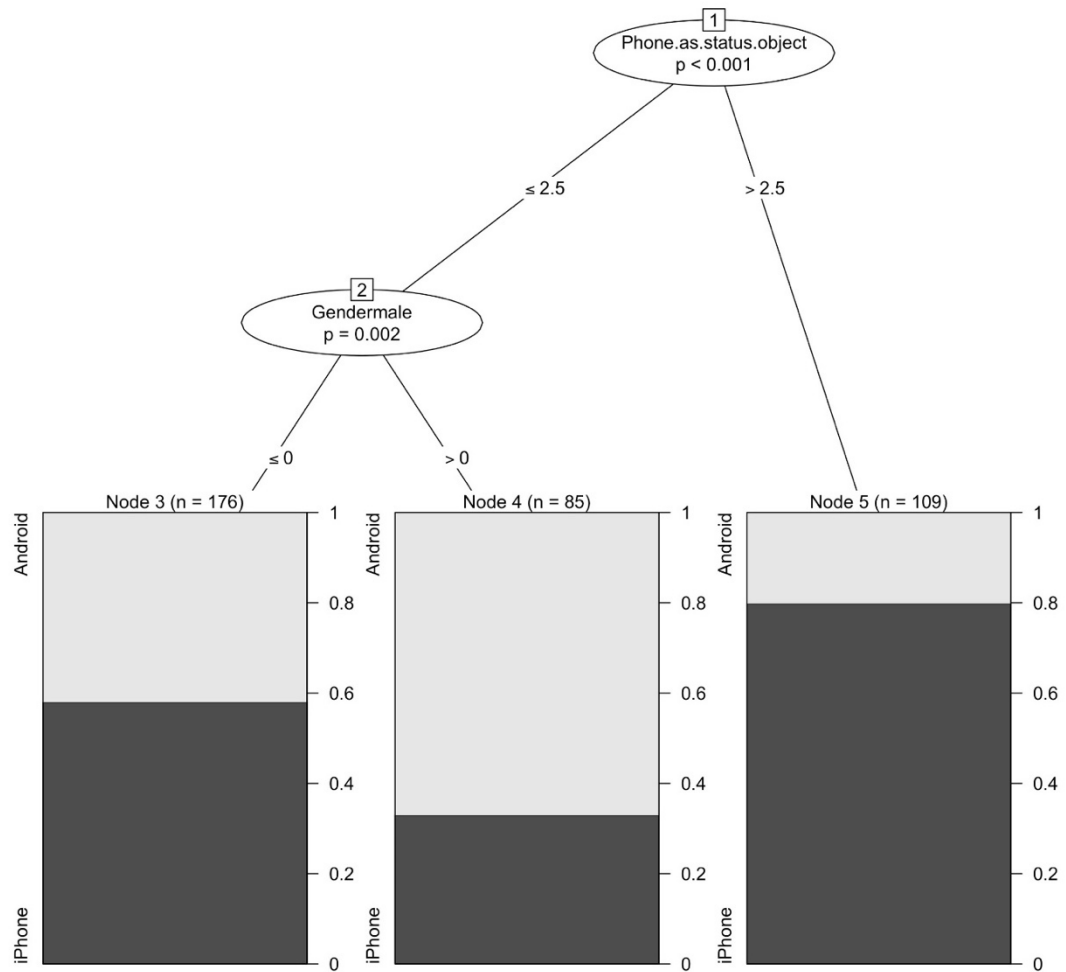 1
Phone.as.status.object
p < 0.001
≤ 2.5
> 2.5
2
Gendermale
p = 0.002
≤ 0
> 0
Node 3 (n = 176)
Android
iPhone
1
0.8
0.6
0.4
0.2
0
Node 4 (n = 85)
Android
iPhone
1
0.8
0.6
0.4
0.2
0
Node 5 (n = 109)
Android
iPhone
1
0.8
0.6
0.4
0.2
0